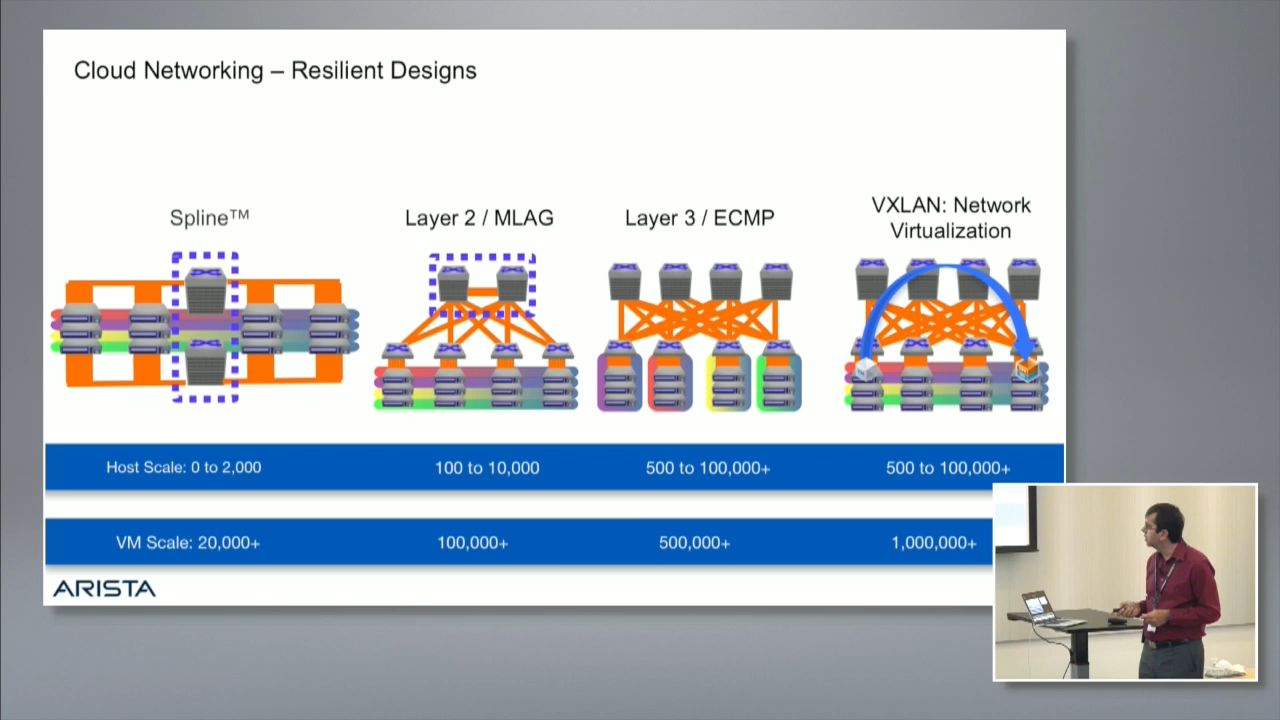 Cloud Networking – Resilient Designs
Spline™
Layer 2 / MLAG
Layer 3 / ECMP
VXLAN: Network
Virtualization
Host Scale: 0 to 2,000
100 to 10,000
500 to 100,000+
500 to 100,000+
VM Scale: 20,000+
100,000+
500,000+
1,000,000+
ARISTA